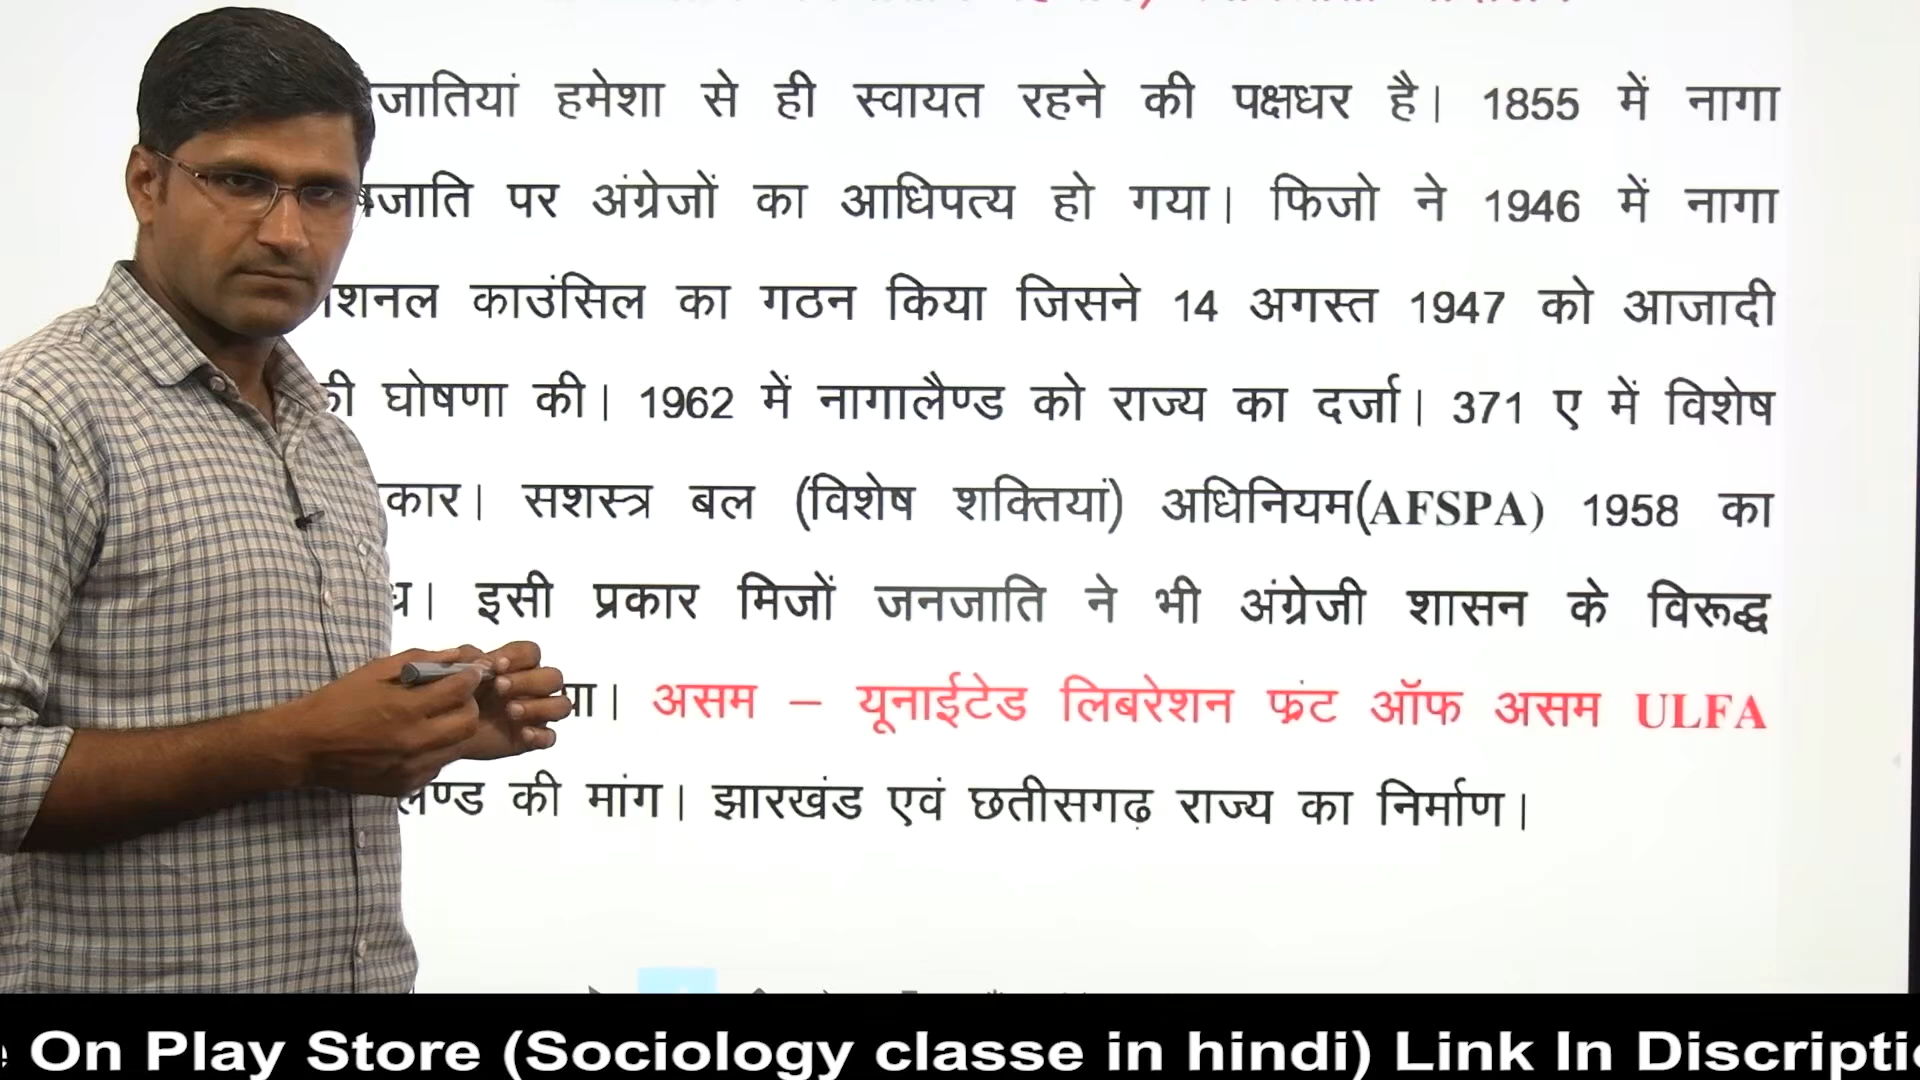 जातियां हमेशा से ही स्वायत रहने की पक्षधर है। 1855 में नागा
जाति पर अंग्रेजों का आधिपत्य हो गया। फिजो ने 1946 में नागा
शनल काउंसिल का गठन किया जिसने 14 अगस्त 1947 को आजादी
की घोषणा की। 1962 में नागालैण्ड को राज्य का दर्जा। 371 ए में विशेष
कार। सशस्त्र बल (विशेष शक्तियां) अधिनियम(AFSPA) 1958 का
इसी प्रकार मिजों जनजाति ने भी अंग्रेजी शासन के विरूद्ध
या। असम – यूनाईटेड लिबरेशन फ्रंट ऑफ असम ULFA
लैण्ड की मांग। झारखंड एवं छतीसगढ़ राज्य का निर्माण।
On Play Store (Sociology classe in hindi) Link In Discripti